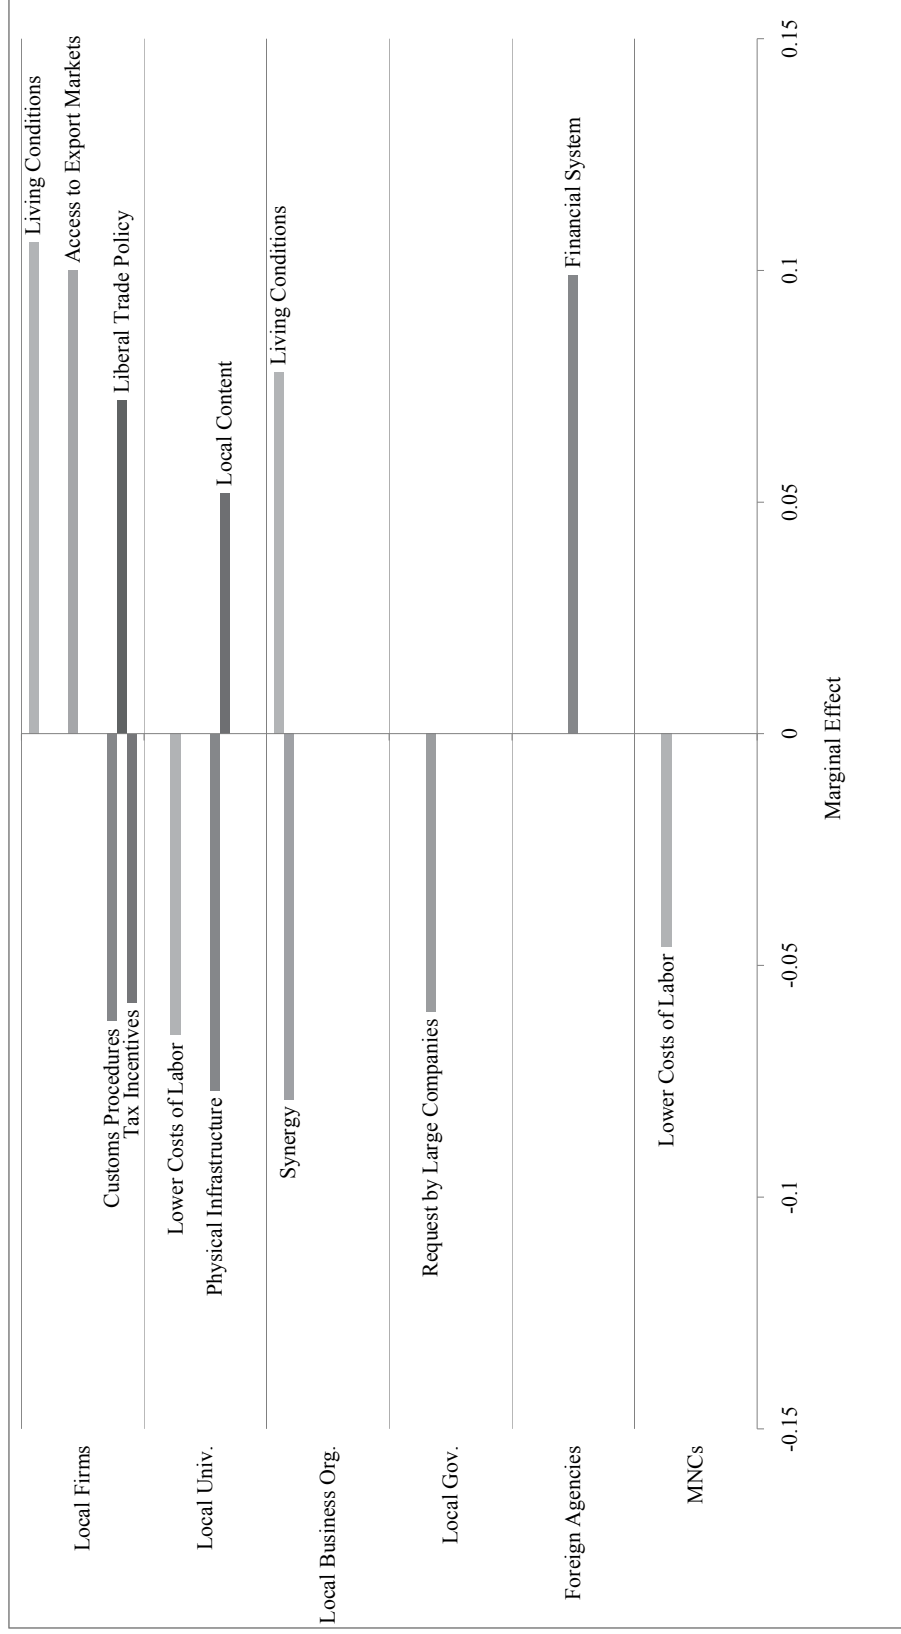 Local Firms
Living Conditions
Access to Export Markets
Customs Procedures
Liberal Trade Policy
Tax Incentives
Local Univ.
Lower Costs of Labor
Physical Infrastructure
Local Content
Local Business Org.
Living Conditions
Synergy
Local Gov.
Request by Large Companies
Foreign Agencies
Financial System
MNCs
Lower Costs of Labor
-0.15
-0.1
-0.05
0
0.05
0.1
0.15
Marginal Effect